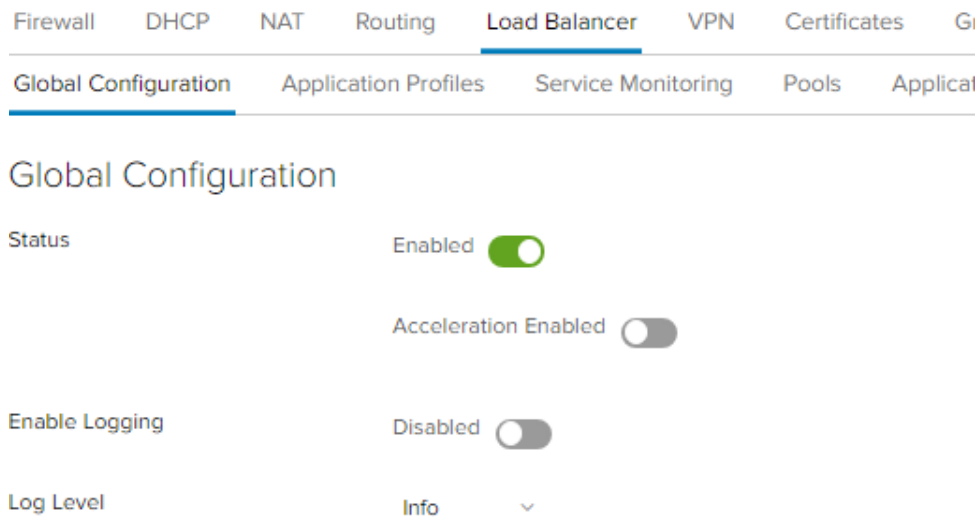 Firewall DHCP NAT Routing Load Balancer VPN Certificates
Global Configuration Application Profiles Service Monitoring Pools
Global Configuration
Status Enabled
Acceleration Enabled
Enable Logging Disabled
Log Level Info